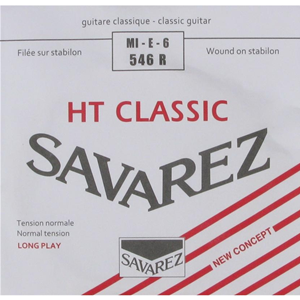 guitare classique - classic guitar
Filée sur stabilon
MI - E - 6
Wound on stabilon
546 R
HT CLASSIC
SAVAREZ
Tension normale
Normal tension
LONG PLAY
SAVAREZ
NEW CONCEPT